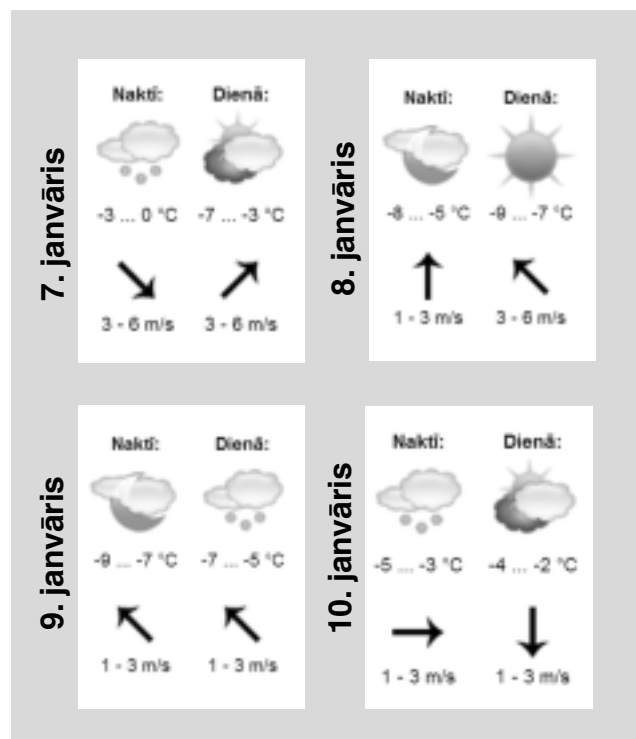 7. janvāris
Naktī: Dienā:
-3 ... 0 °C -7 ... -3 °C
3 - 6 m/s 3 - 6 m/s
8. janvāris
Naktī: Dienā:
-8 ... -5 °C -9 ... -7 °C
1 - 3 m/s 3 - 6 m/s
9. janvāris
Naktī: Dienā:
-9 ... -7 °C -7 ... -5 °C
1 - 3 m/s 1 - 3 m/s
10. janvāris
Naktī: Dienā:
-5 ... -3 °C -4 ... -2 °C
1 - 3 m/s 1 - 3 m/s